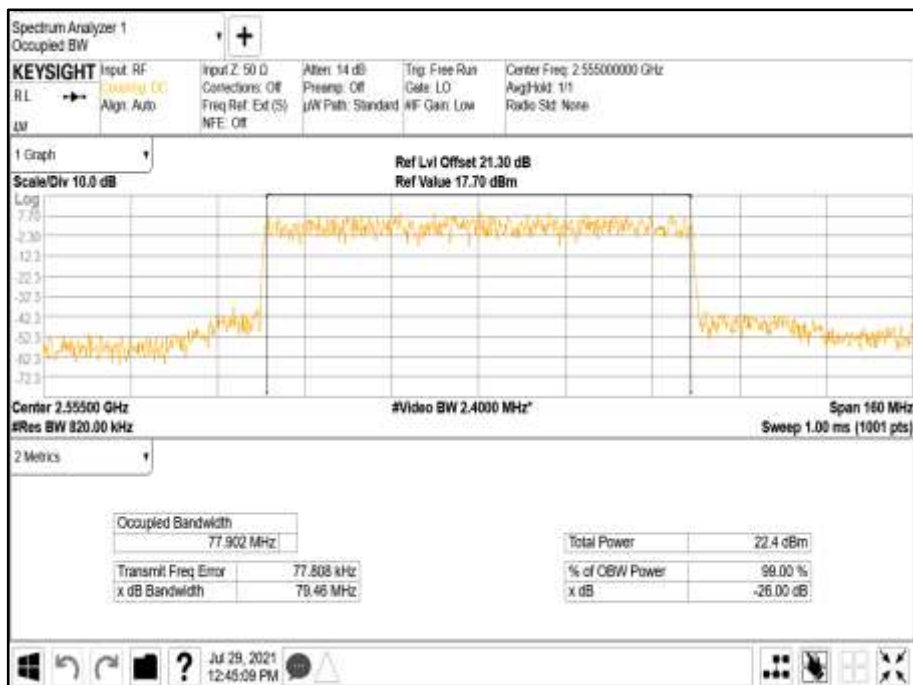 Spectrum Analyzer 1
Occupied BW
+
KEYSIGHT Input: RF Input Z: 50 Ω Atten: 14 dB Trig: Free Run Center Freq: 2.555000000 GHz
RL Coupling: DC Corrections: Off Preamp: Off Gate: LO Avg|Hold: 1/1
Align: Auto Freq Ref: Ext (S) µW Path: Standard #IF Gain: Low Radio Std: None
NFE: Off
1 Graph
Ref Lvl Offset 21.30 dB
Scale/Div 10.0 dB Ref Value 17.70 dBm
Log
7.70
-2.30
-12.3
-22.3
-32.3
-42.3
-52.3
-62.3
-72.3
Center 2.55500 GHz #Video BW 2.4000 MHz* Span 160 MHz
#Res BW 820.00 kHz Sweep 1.00 ms (1001 pts)
2 Metrics
Occupied Bandwidth
77.902 MHz Total Power 22.4 dBm
Transmit Freq Error 77.808 kHz % of OBW Power 99.00 %
x dB Bandwidth 79.46 MHz x dB -26.00 dB
? Jul 29, 2021
12:45:09 PM